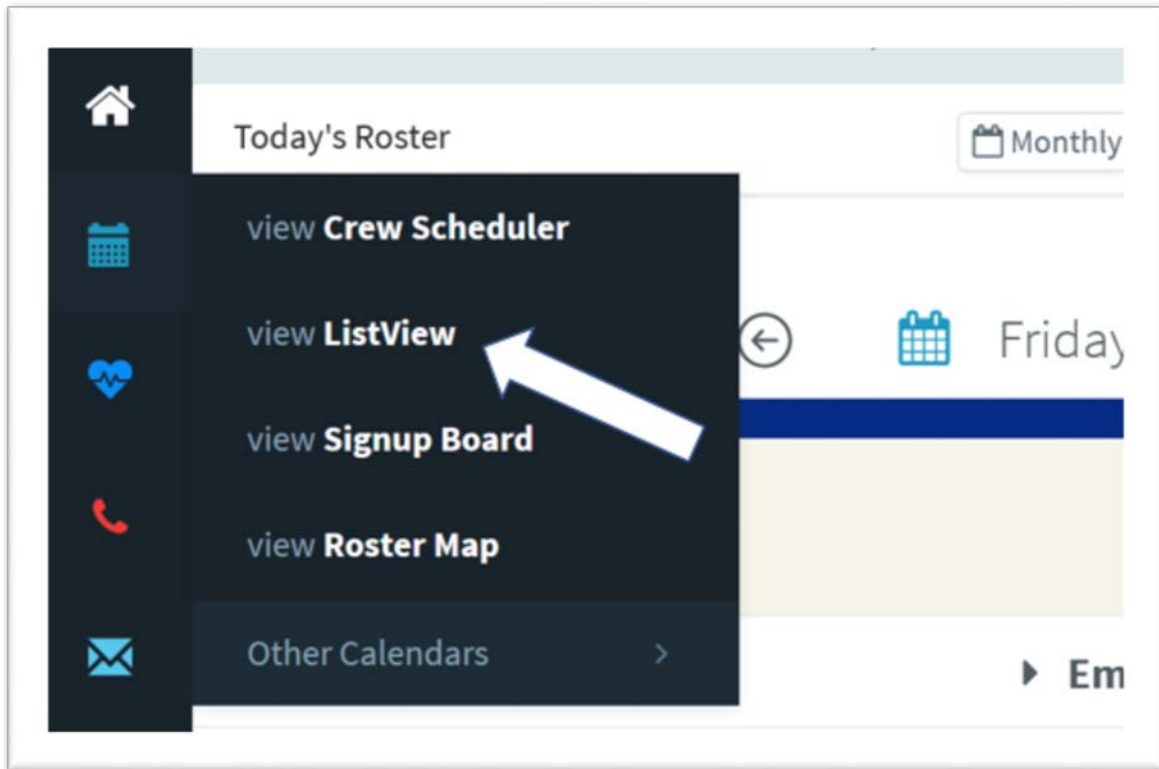 Today's Roster
Monthly
view Crew Scheduler
view ListView
Friday
view Signup Board
view Roster Map
Other Calendars
Em